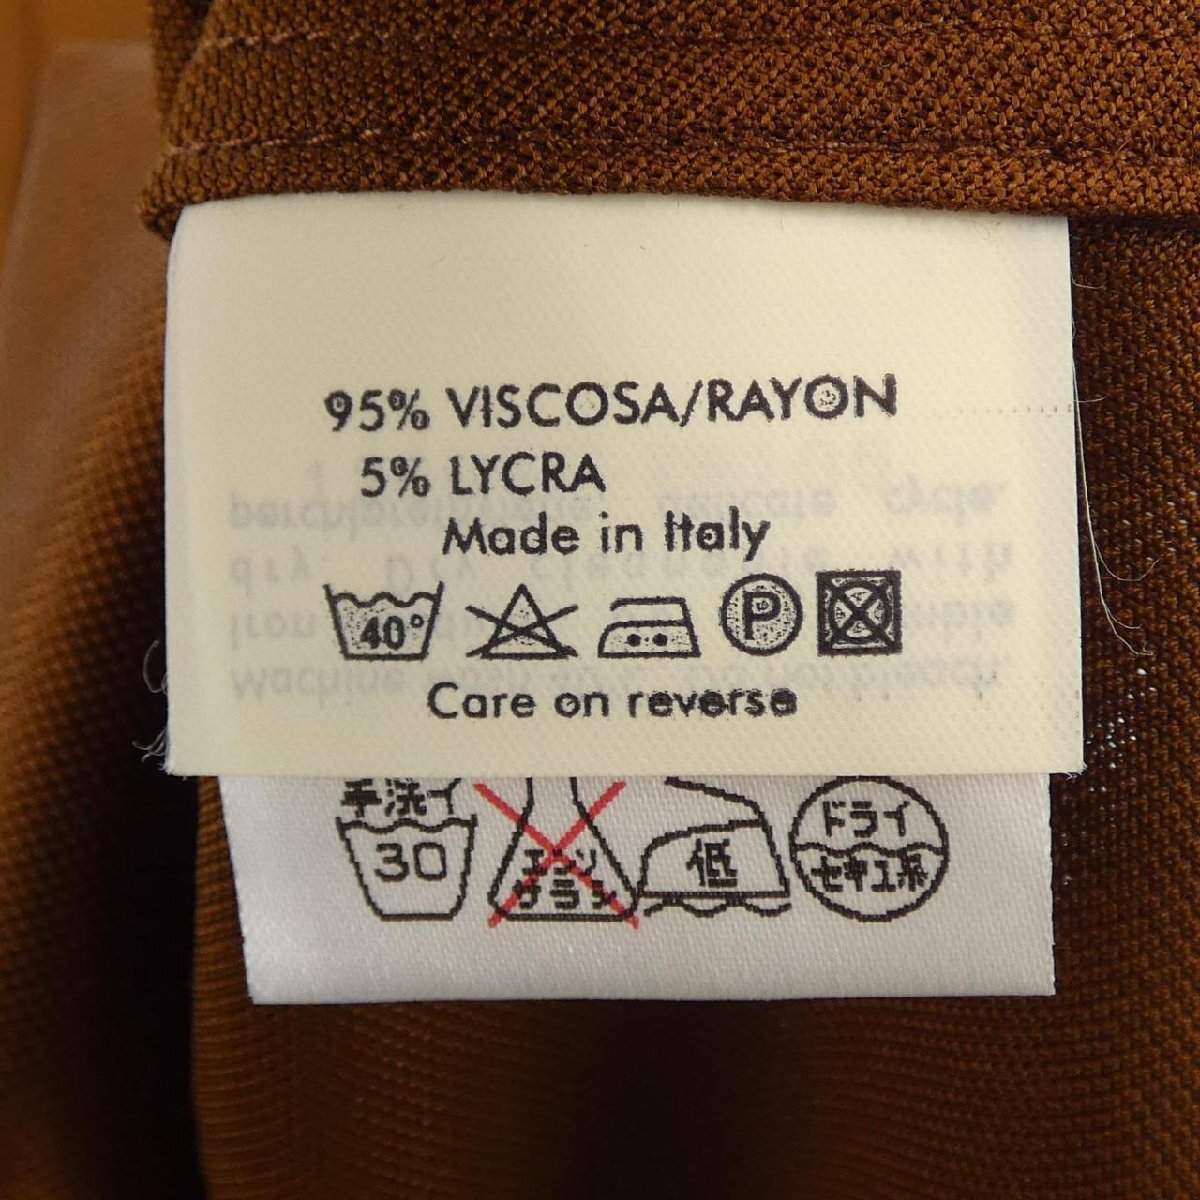 95% VISCOSA/RAYON
5% LYCRA
Made in Italy
40° P
Care on reverse
手洗イ
30 エンソ サラシ 低 ドライ セキユ系